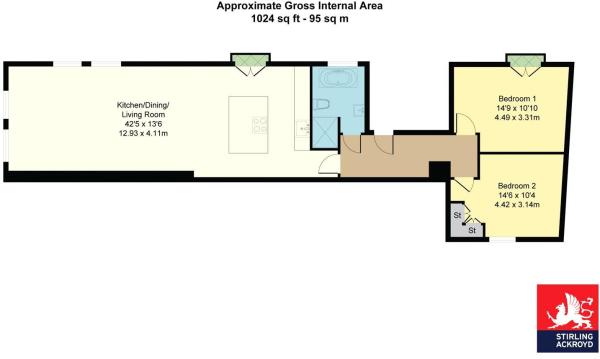 Approximate Gross Internal Area
1024 sq ft - 95 sq m
Kitchen/Dining/
Living Room
42'5 x 13'6
12.93 x 4.11m
Bedroom 1
14'9 x 10'10
4.49 x 3.31m
Bedroom 2
14'6 x 10'4
4.42 x 3.14m
St
St
STIRLING
ACKROYD